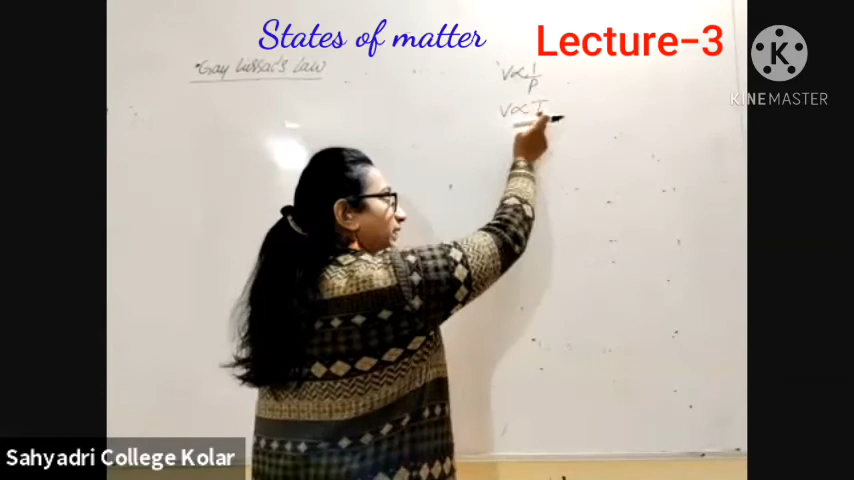 States of matter
Lecture-3
KINEMASTER
"Gay lussac's Law
V∝1/P
V∝T
Sahyadri College Kolar